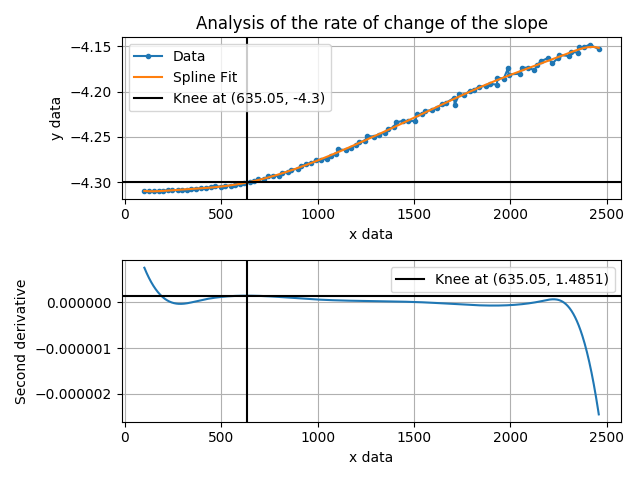 Analysis of the rate of change of the slope
Data
Spline Fit
Knee at (635.05, -4.3)
−4.15
−4.20
−4.25
−4.30
y data
0 500 1000 1500 2000 2500
x data
Knee at (635.05, 1.4851)
0.000000
−0.000001
−0.000002
Second derivative
0 500 1000 1500 2000 2500
x data